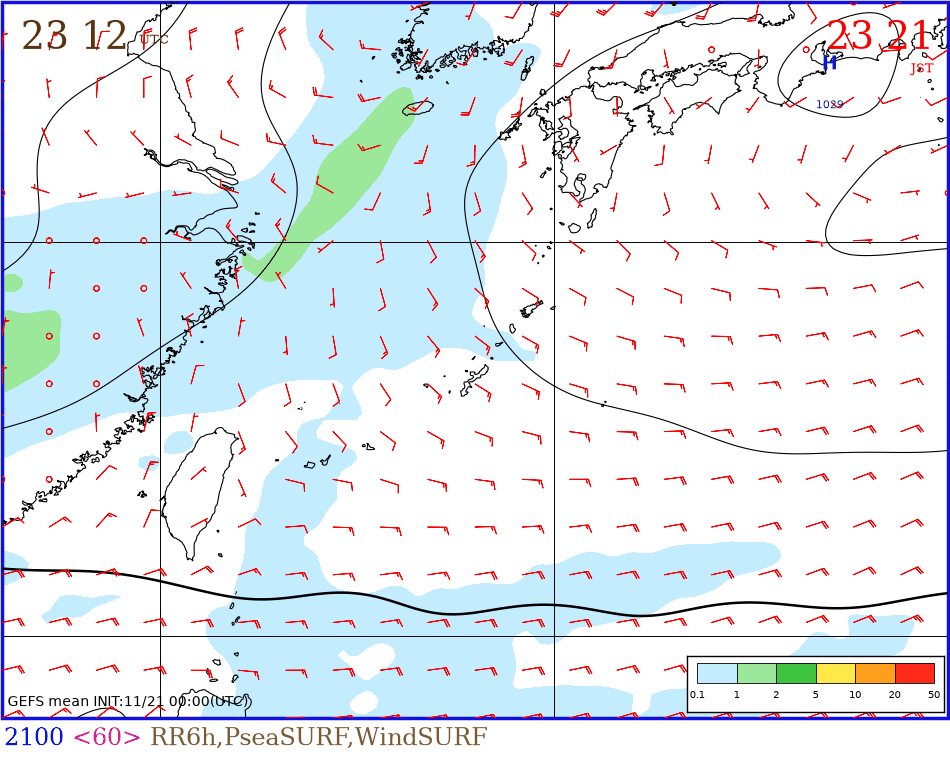 23 12 UTC
23 21 JST
H
1029
0.1 1 2 5 10 20 50
GEFS mean INIT:11/21 00:00(UTC)
2100 <60> RR6h,PseaSURF,WindSURF